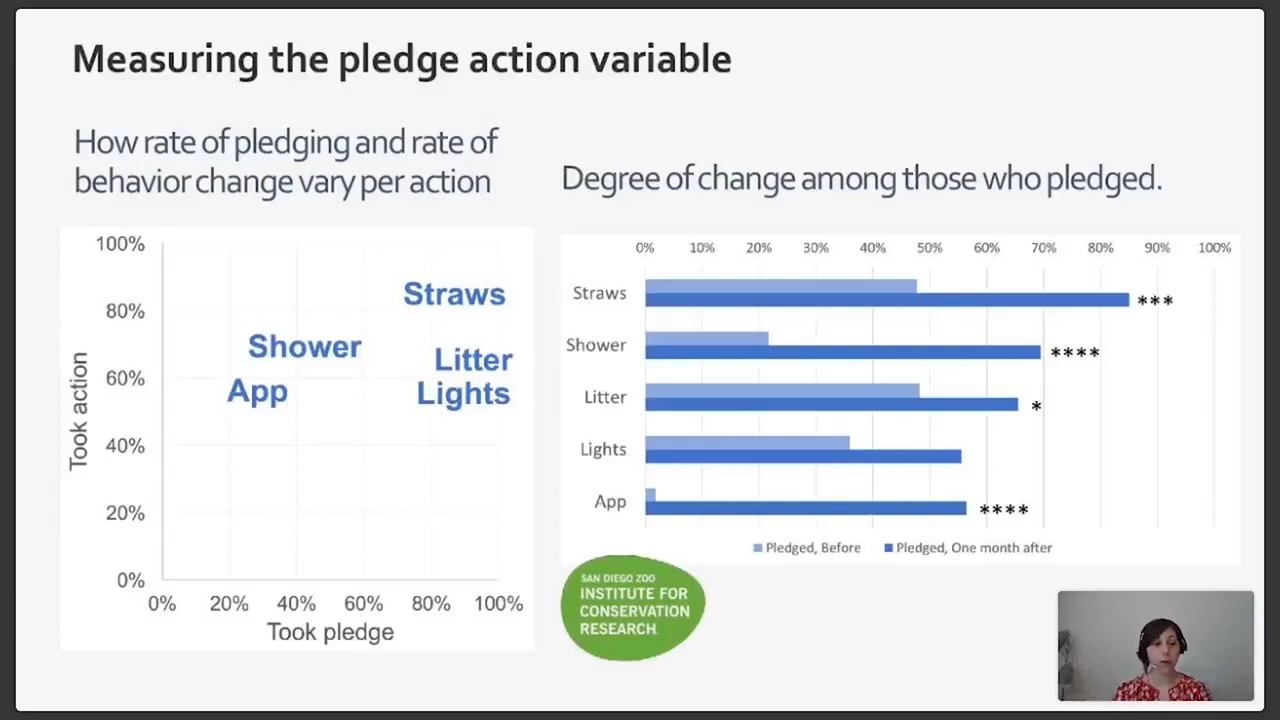 Measuring the pledge action variable
How rate of pledging and rate of
behavior change vary per action
100%
80%
60%
40%
20%
0%
Took action
Straws
Shower
Litter
App
Lights
0% 20% 40% 60% 80% 100%
Took pledge
Degree of change among those who pledged.
0% 10% 20% 30% 40% 50% 60% 70% 80% 90% 100%
Straws ***
Shower ****
Litter *
Lights
App ****
Pledged, Before Pledged, One month after
SAN DIEGO ZOO
INSTITUTE FOR
CONSERVATION
RESEARCH